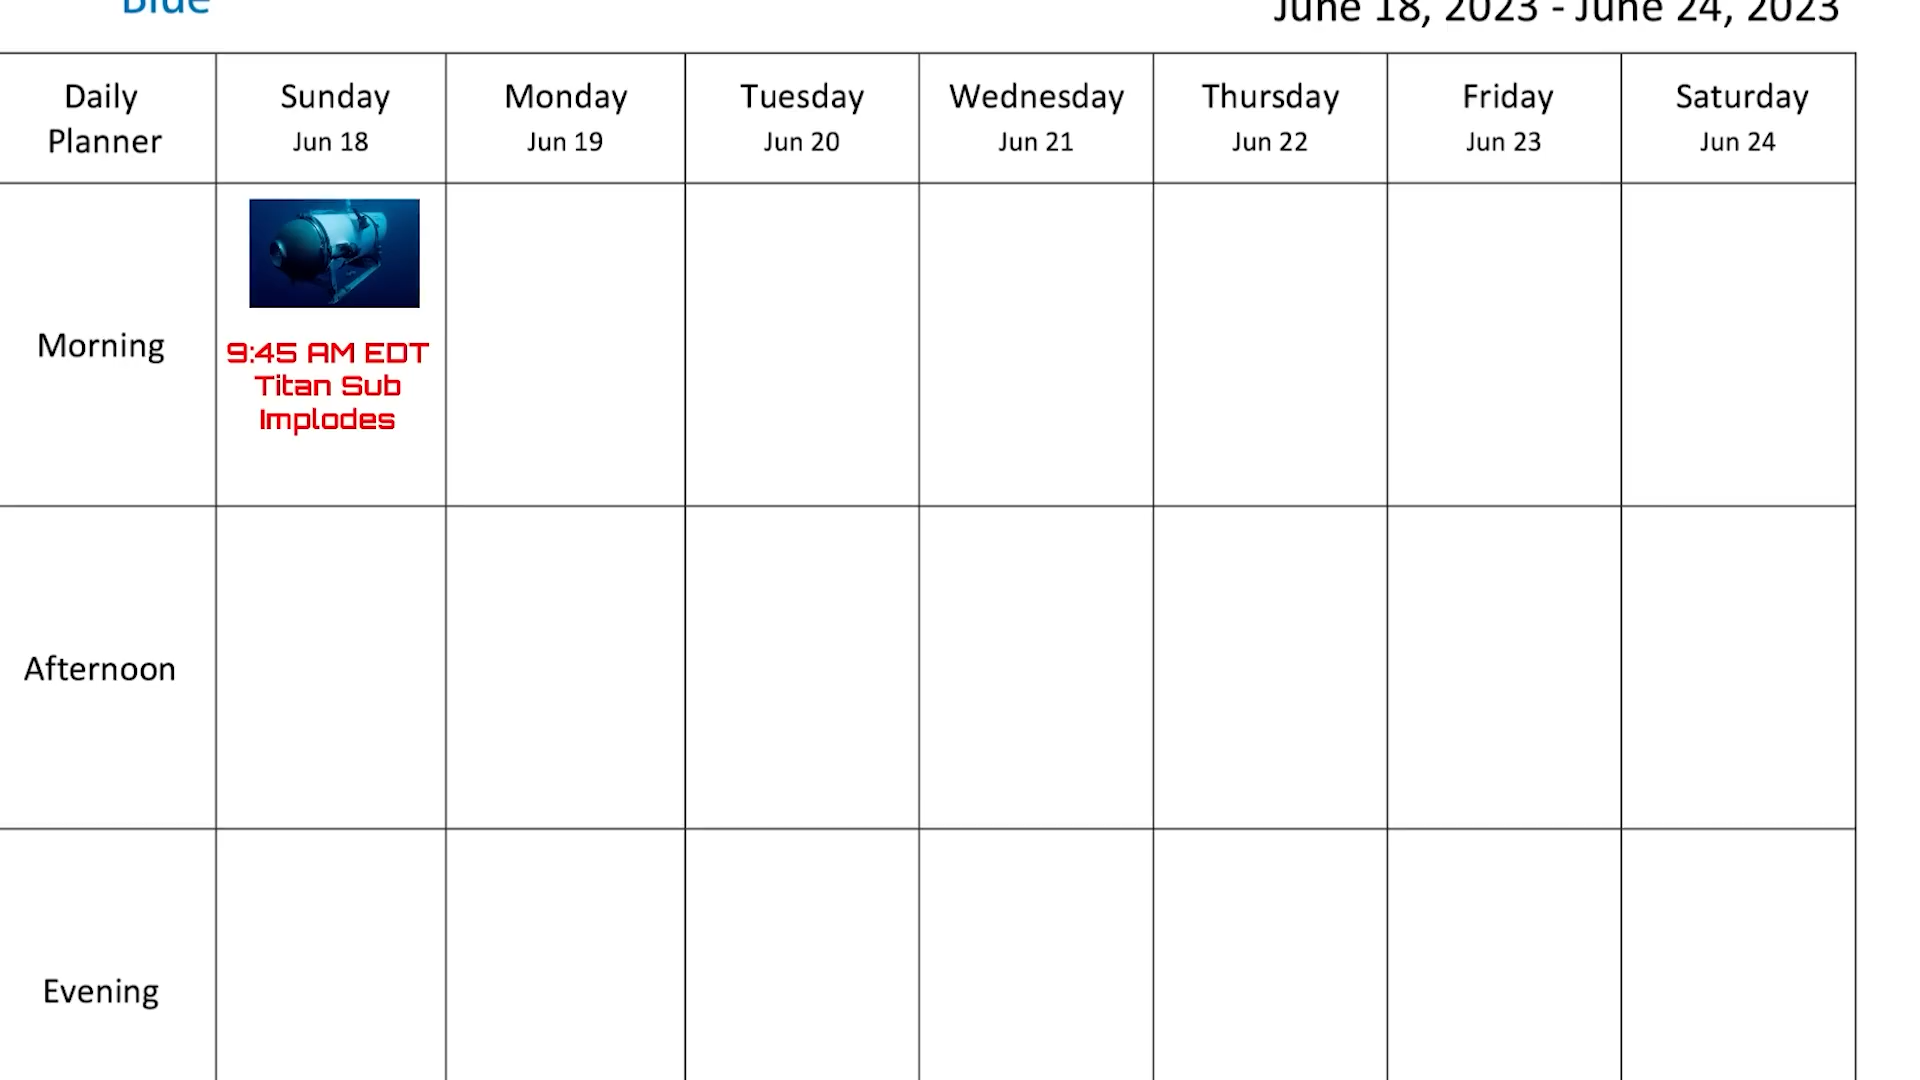 Blue
June 18, 2023 - June 24, 2023
Daily Planner
Sunday
Jun 18
Monday
Jun 19
Tuesday
Jun 20
Wednesday
Jun 21
Thursday
Jun 22
Friday
Jun 23
Saturday
Jun 24
Morning
9:45 AM EDT
Titan Sub
Implodes
Afternoon
Evening